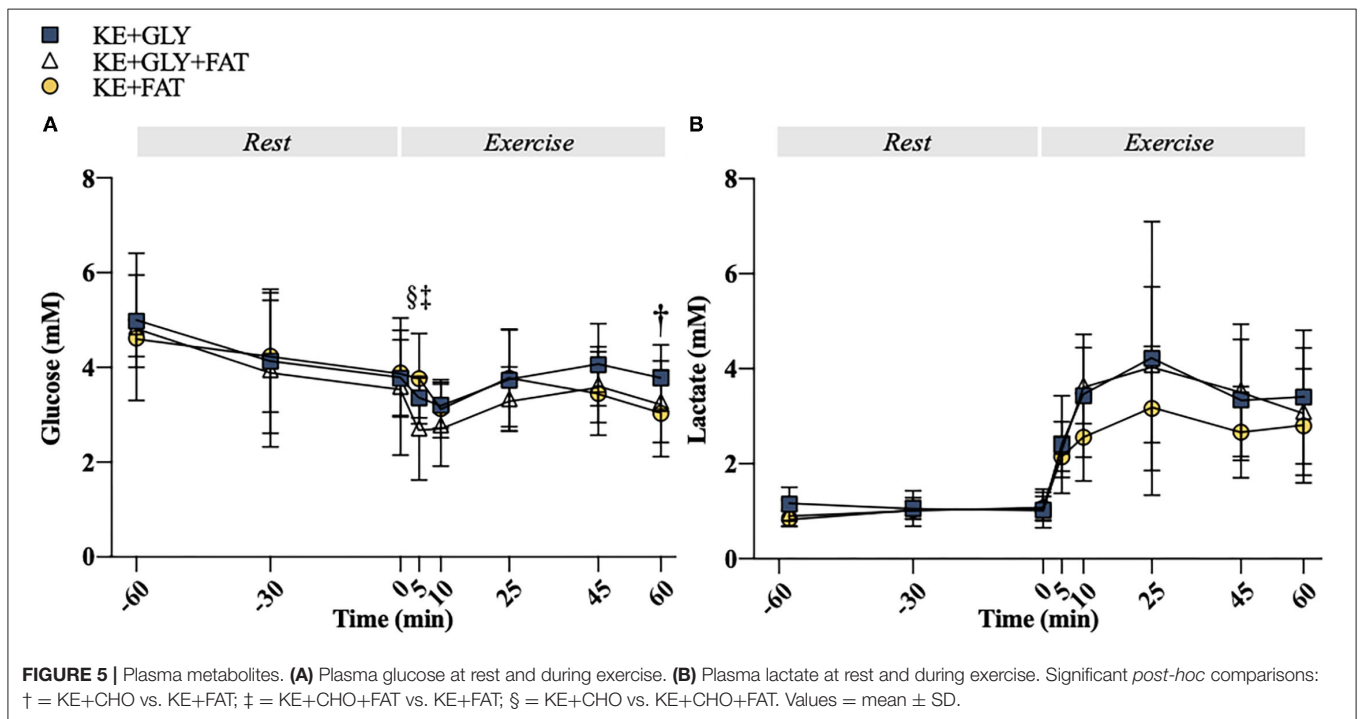 KE+GLY
KE+GLY+FAT
KE+FAT
A
Rest
Exercise
8
6
4
2
0
Glucose (mM)
§‡
†
-60
-30
0
5
10
25
45
60
Time (min)
B
Rest
Exercise
8
6
4
2
0
Lactate (mM)
-60
-30
0
5
10
25
45
60
Time (min)
FIGURE 5 | Plasma metabolites. (A) Plasma glucose at rest and during exercise. (B) Plasma lactate at rest and during exercise. Significant post-hoc comparisons:
† = KE+CHO vs. KE+FAT; ‡ = KE+CHO+FAT vs. KE+FAT; § = KE+CHO vs. KE+CHO+FAT. Values = mean ± SD.